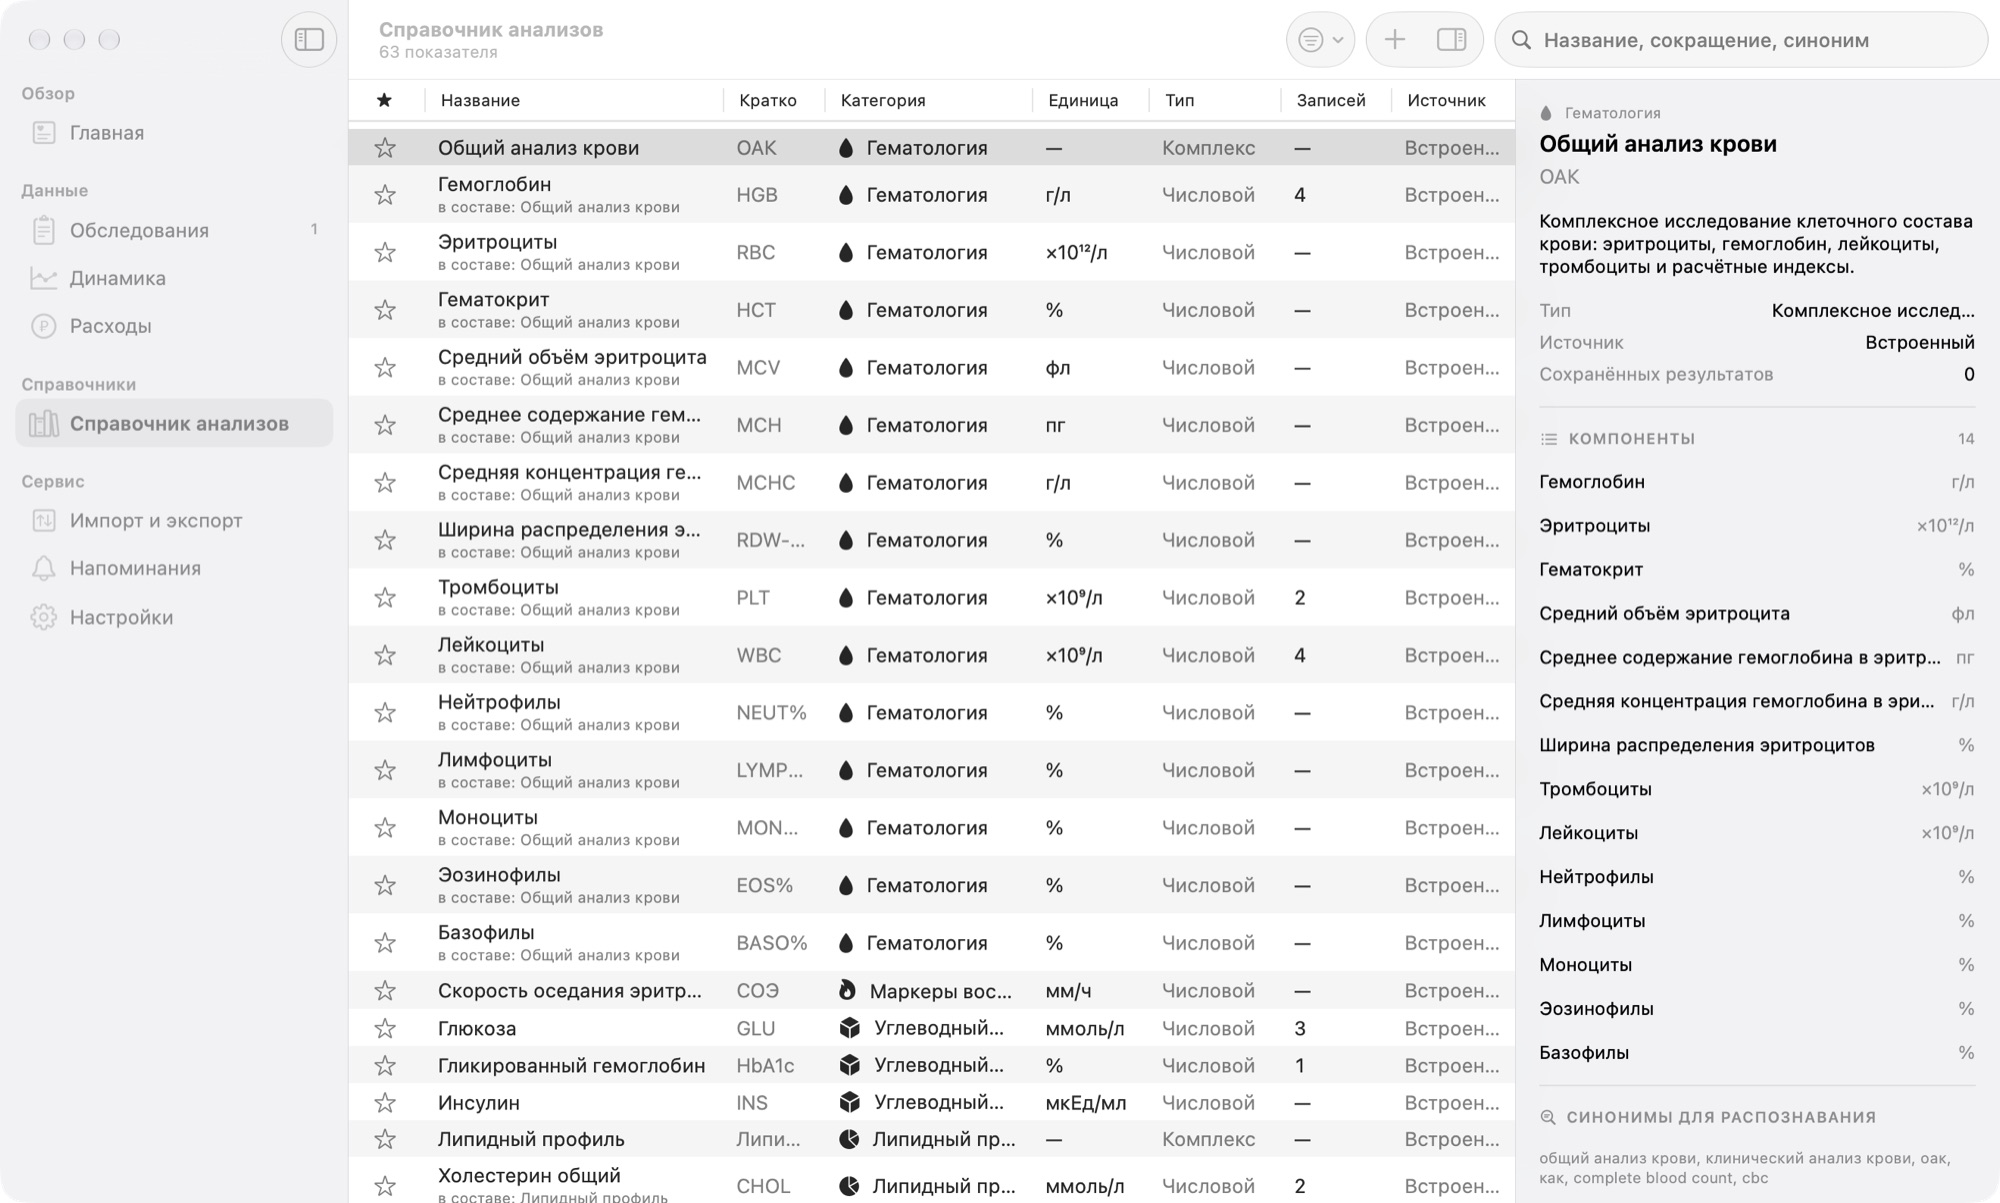 Справочник анализов
63 показателя
Название, сокращение, синоним
Обзор
Главная
Данные
Обследования 1
Динамика
Расходы
Справочники
Справочник анализов
Сервис
Импорт и экспорт
Напоминания
Настройки
★ Название Кратко Категория Единица Тип Записей Источник
Общий анализ крови ОАК Гематология — Комплекс — Встроен...
Гемоглобин HGB Гематология г/л Числовой 4 Встроен...
в составе: Общий анализ крови
Эритроциты RBC Гематология ×10¹²/л Числовой — Встроен...
в составе: Общий анализ крови
Гематокрит HCT Гематология % Числовой — Встроен...
в составе: Общий анализ крови
Средний объём эритроцита MCV Гематология фл Числовой — Встроен...
в составе: Общий анализ крови
Среднее содержание гем... MCH Гематология пг Числовой — Встроен...
в составе: Общий анализ крови
Средняя концентрация ге... MCHC Гематология г/л Числовой — Встроен...
в составе: Общий анализ крови
Ширина распределения э... RDW-... Гематология % Числовой — Встроен...
в составе: Общий анализ крови
Тромбоциты PLT Гематология ×10⁹/л Числовой 2 Встроен...
в составе: Общий анализ крови
Лейкоциты WBC Гематология ×10⁹/л Числовой 4 Встроен...
в составе: Общий анализ крови
Нейтрофилы NEUT% Гематология % Числовой — Встроен...
в составе: Общий анализ крови
Лимфоциты LYMP... Гематология % Числовой — Встроен...
в составе: Общий анализ крови
Моноциты MON... Гематология % Числовой — Встроен...
в составе: Общий анализ крови
Эозинофилы EOS% Гематология % Числовой — Встроен...
в составе: Общий анализ крови
Базофилы BASO% Гематология % Числовой — Встроен...
в составе: Общий анализ крови
Скорость оседания эритр... СОЭ Маркеры вос... мм/ч Числовой — Встроен...
Глюкоза GLU Углеводный... ммоль/л Числовой 3 Встроен...
Гликированный гемоглобин HbA1c Углеводный... % Числовой 1 Встроен...
Инсулин INS Углеводный... мкЕд/мл Числовой — Встроен...
Липидный профиль Липи... Липидный пр... — Комплекс — Встроен...
Холестерин общий CHOL Липидный пр... ммоль/л Числовой 2 Встроен...
в составе: Липидный профиль
Гематология
Общий анализ крови
ОАК
Комплексное исследование клеточного состава
крови: эритроциты, гемоглобин, лейкоциты,
тромбоциты и расчётные индексы.
Тип Комплексное исслед...
Источник Встроенный
Сохранённых результатов 0
КОМПОНЕНТЫ 14
Гемоглобин г/л
Эритроциты ×10¹²/л
Гематокрит %
Средний объём эритроцита фл
Среднее содержание гемоглобина в эритр... пг
Средняя концентрация гемоглобина в эри... г/л
Ширина распределения эритроцитов %
Тромбоциты ×10⁹/л
Лейкоциты ×10⁹/л
Нейтрофилы %
Лимфоциты %
Моноциты %
Эозинофилы %
Базофилы %
СИНОНИМЫ ДЛЯ РАСПОЗНАВАНИЯ
общий анализ крови, клинический анализ крови, оак,
как, complete blood count, cbc